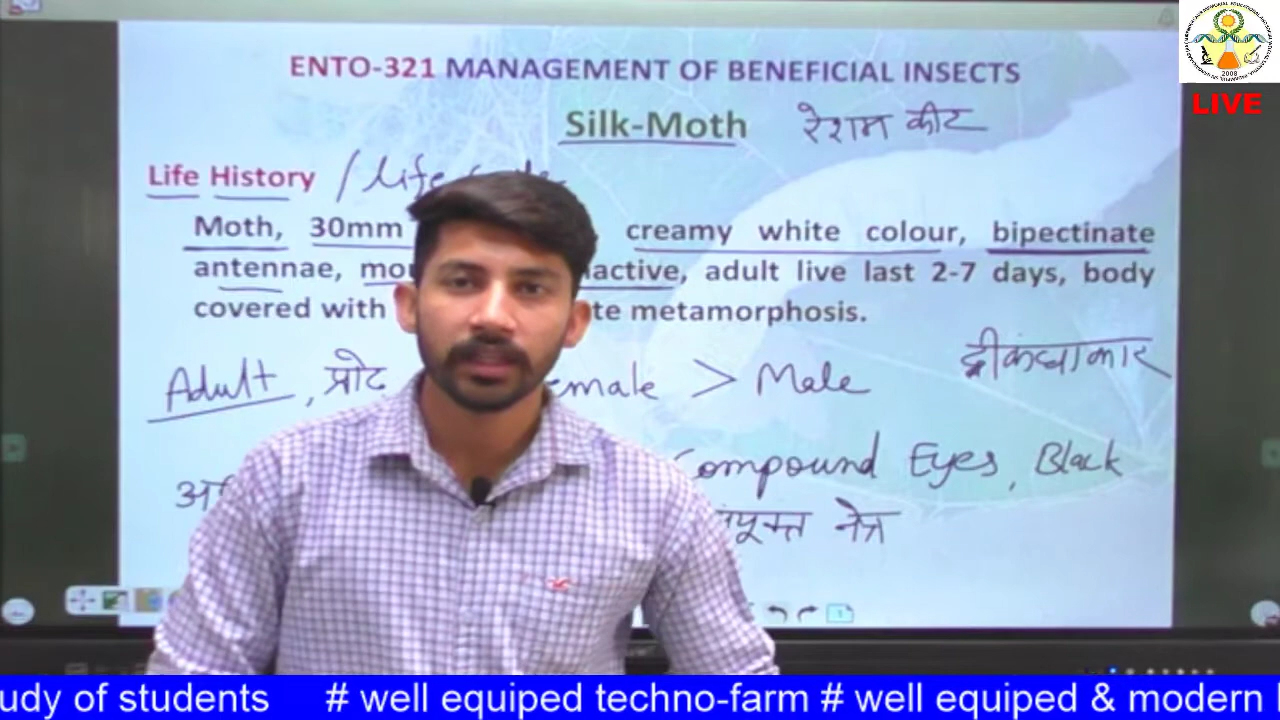 ENTO-321 MANAGEMENT OF BENEFICIAL INSECTS
Silk-Moth रेशम कीट
LIVE
2008
Life History / Life
Moth, 30mm creamy white colour, bipectinate
antennae, active, adult live last 2-7 days, body
covered with metamorphosis.
द्वीकंघाकार
Adult, प्रोट emale > Male
Compound Eyes, Black
नेत्र
udy of students # well equiped techno-farm # well equiped & modern